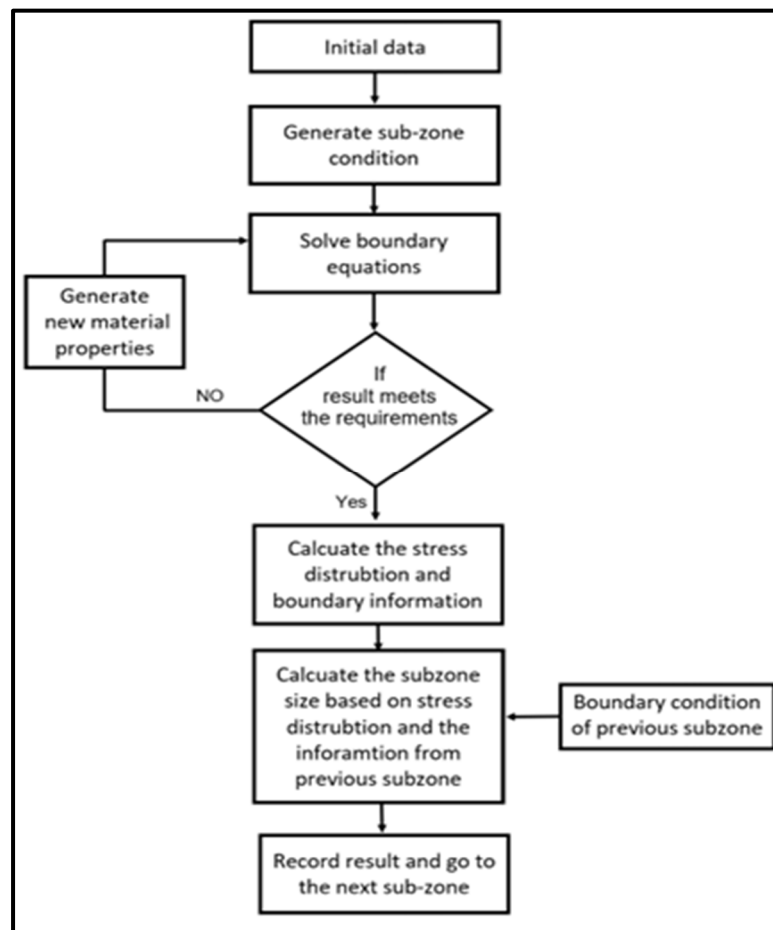 Initial data
Generate sub-zone
condition
Solve boundary
equations
Generate
new material
properties
If
result meets
the requirements
NO
Yes
Calcuate the stress
distrubtion and
boundary information
Calcuate the subzone
size based on stress
distrubtion and the
inforamtion from
previous subzone
Boundary condition
of previous subzone
Record result and go to
the next sub-zone